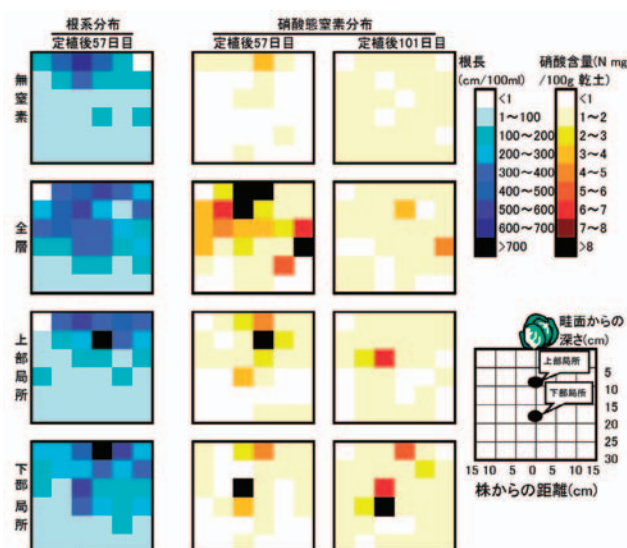 根系分布
定植後57日目
硝酸態窒素分布
定植後57日目
定植後101日目
無窒素
全層
上部局所
下部局所
根長
(cm/100ml)
<1
1～100
100～200
200～300
300～400
400～500
500～600
600～700
>700
硝酸含量(N mg
/100g 乾土)
<1
1～2
2～3
3～4
4～5
5～6
6～7
7～8
>8
畦面からの
深さ(cm)
上部局所
下部局所
5
10
15
20
25
30
15 10 5 0 5 10 15
株からの距離(cm)